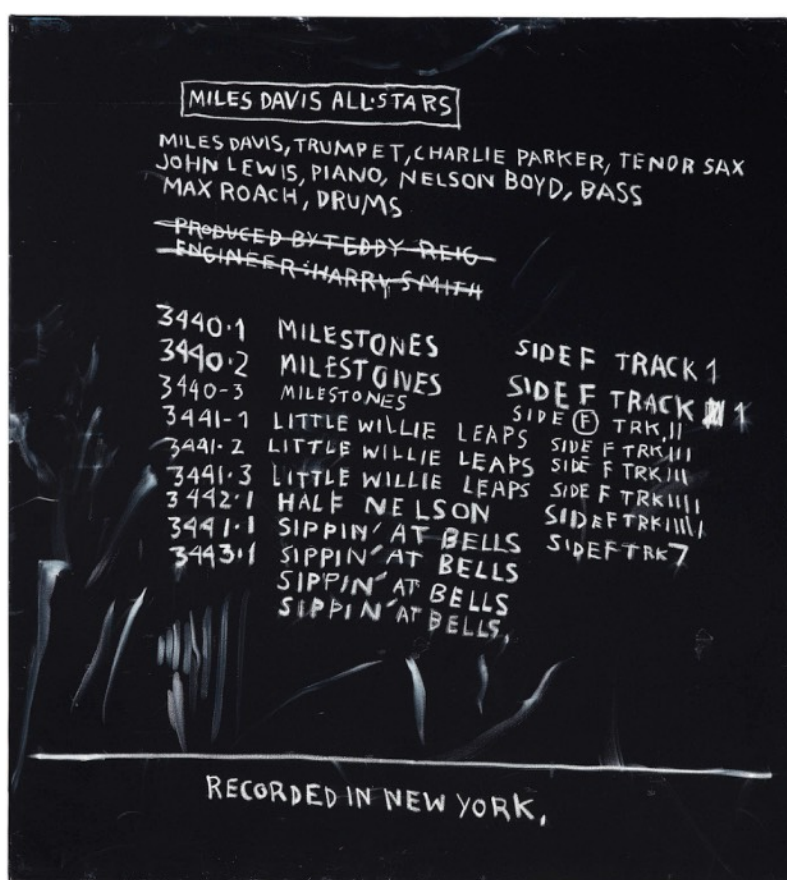 MILES DAVIS ALL·STARS
MILES DAVIS, TRUMPET, CHARLIE PARKER, TENOR SAX
JOHN LEWIS, PIANO, NELSON BOYD, BASS
MAX ROACH, DRUMS
PRODUCED BY TEDDY REIG
ENGINEER: HARRY SMITH
3440·1 MILESTONES SIDE F TRACK 1
3440·2 MILESTONES SIDE F TRACK 1
3440-3 MILESTONES SIDE F TRK,II
3441-1 LITTLE WILLIE LEAPS SIDE F TRK III
3441·2 LITTLE WILLIE LEAPS SIDE F TRK III
3441·3 LITTLE WILLIE LEAPS SIDE F TRK IIII
3442·1 HALF NELSON SIDE F TRK IIIII
3441·1 SIPPIN' AT BELLS SIDE F TRK 7
3443·1 SIPPIN' AT BELLS
SIPPIN' AT BELLS
SIPPIN' AT BELLS,
RECORDED IN NEW YORK,